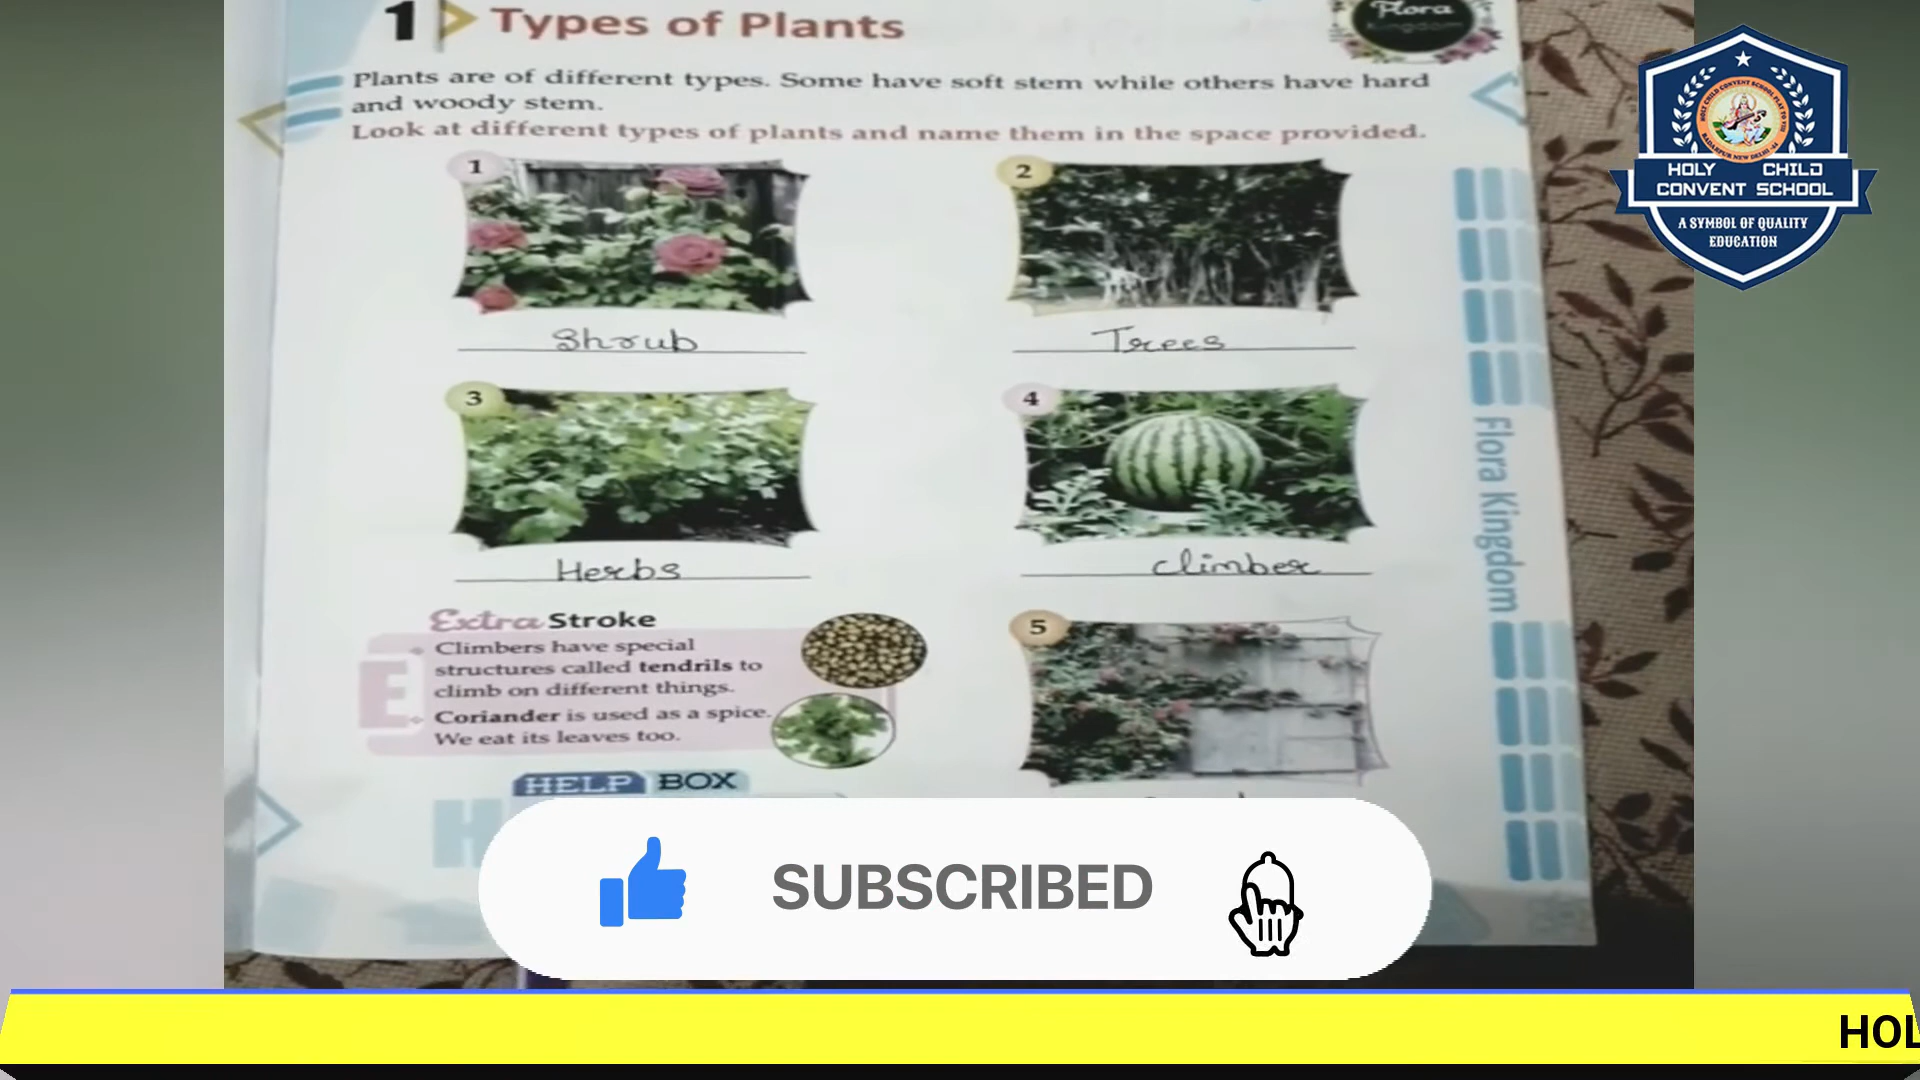 1 Types of Plants
Flora
Kingdom
Plants are of different types. Some have soft stem while others have hard
and woody stem.
Look at different types of plants and name them in the space provided.
1
2
Shrub
Trees
3
4
Herbs
climber
Extra Stroke
Climbers have special
structures called tendrils to
climb on different things.
Coriander is used as a spice.
We eat its leaves too.
E
5
HELP BOX
H
Flora Kingdom
HOLY CHILD
CONVENT SCHOOL
A SYMBOL OF QUALITY
EDUCATION
SUBSCRIBED
HOL